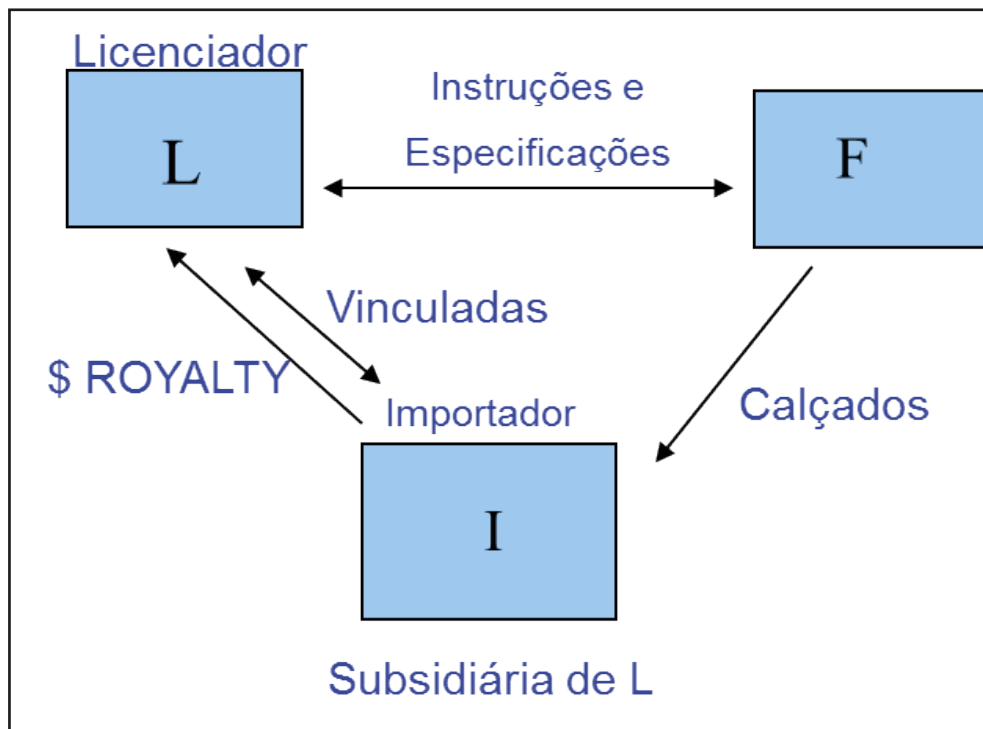 Licenciador
L
Instruções e
Especificações
F
Vinculadas
$ ROYALTY
Importador
Calçados
I
Subsidiária de L